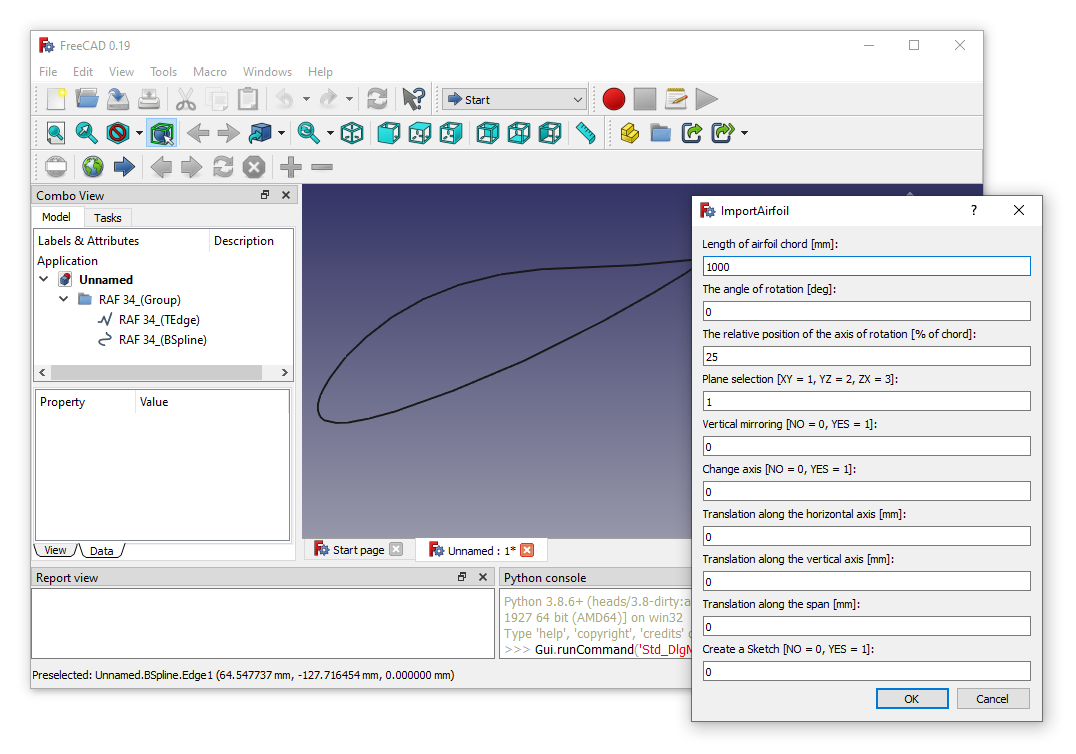 FreeCAD 0.19
File Edit View Tools Macro Windows Help
Start
Combo View
Model Tasks
Labels & Attributes Description
Application
Unnamed
RAF 34_(Group)
RAF 34_(TEdge)
RAF 34_(BSpline)
Property Value
View Data
Start page Unnamed : 1*
Report view
Python console
Python 3.8.6+ (heads/3.8-dirty:a
1927 64 bit (AMD64)] on win32
Type 'help', 'copyright', 'credits'
>>> Gui.runCommand('Std_DlgM
Preselected: Unnamed.BSpline.Edge1 (64.547737 mm, -127.716454 mm, 0.000000 mm)
ImportAirfoil
Length of airfoil chord [mm]:
1000
The angle of rotation [deg]:
0
The relative position of the axis of rotation [% of chord]:
25
Plane selection [XY = 1, YZ = 2, ZX = 3]:
1
Vertical mirroring [NO = 0, YES = 1]:
0
Change axis [NO = 0, YES = 1]:
0
Translation along the horizontal axis [mm]:
0
Translation along the vertical axis [mm]:
0
Translation along the span [mm]:
0
Create a Sketch [NO = 0, YES = 1]:
0
OK Cancel